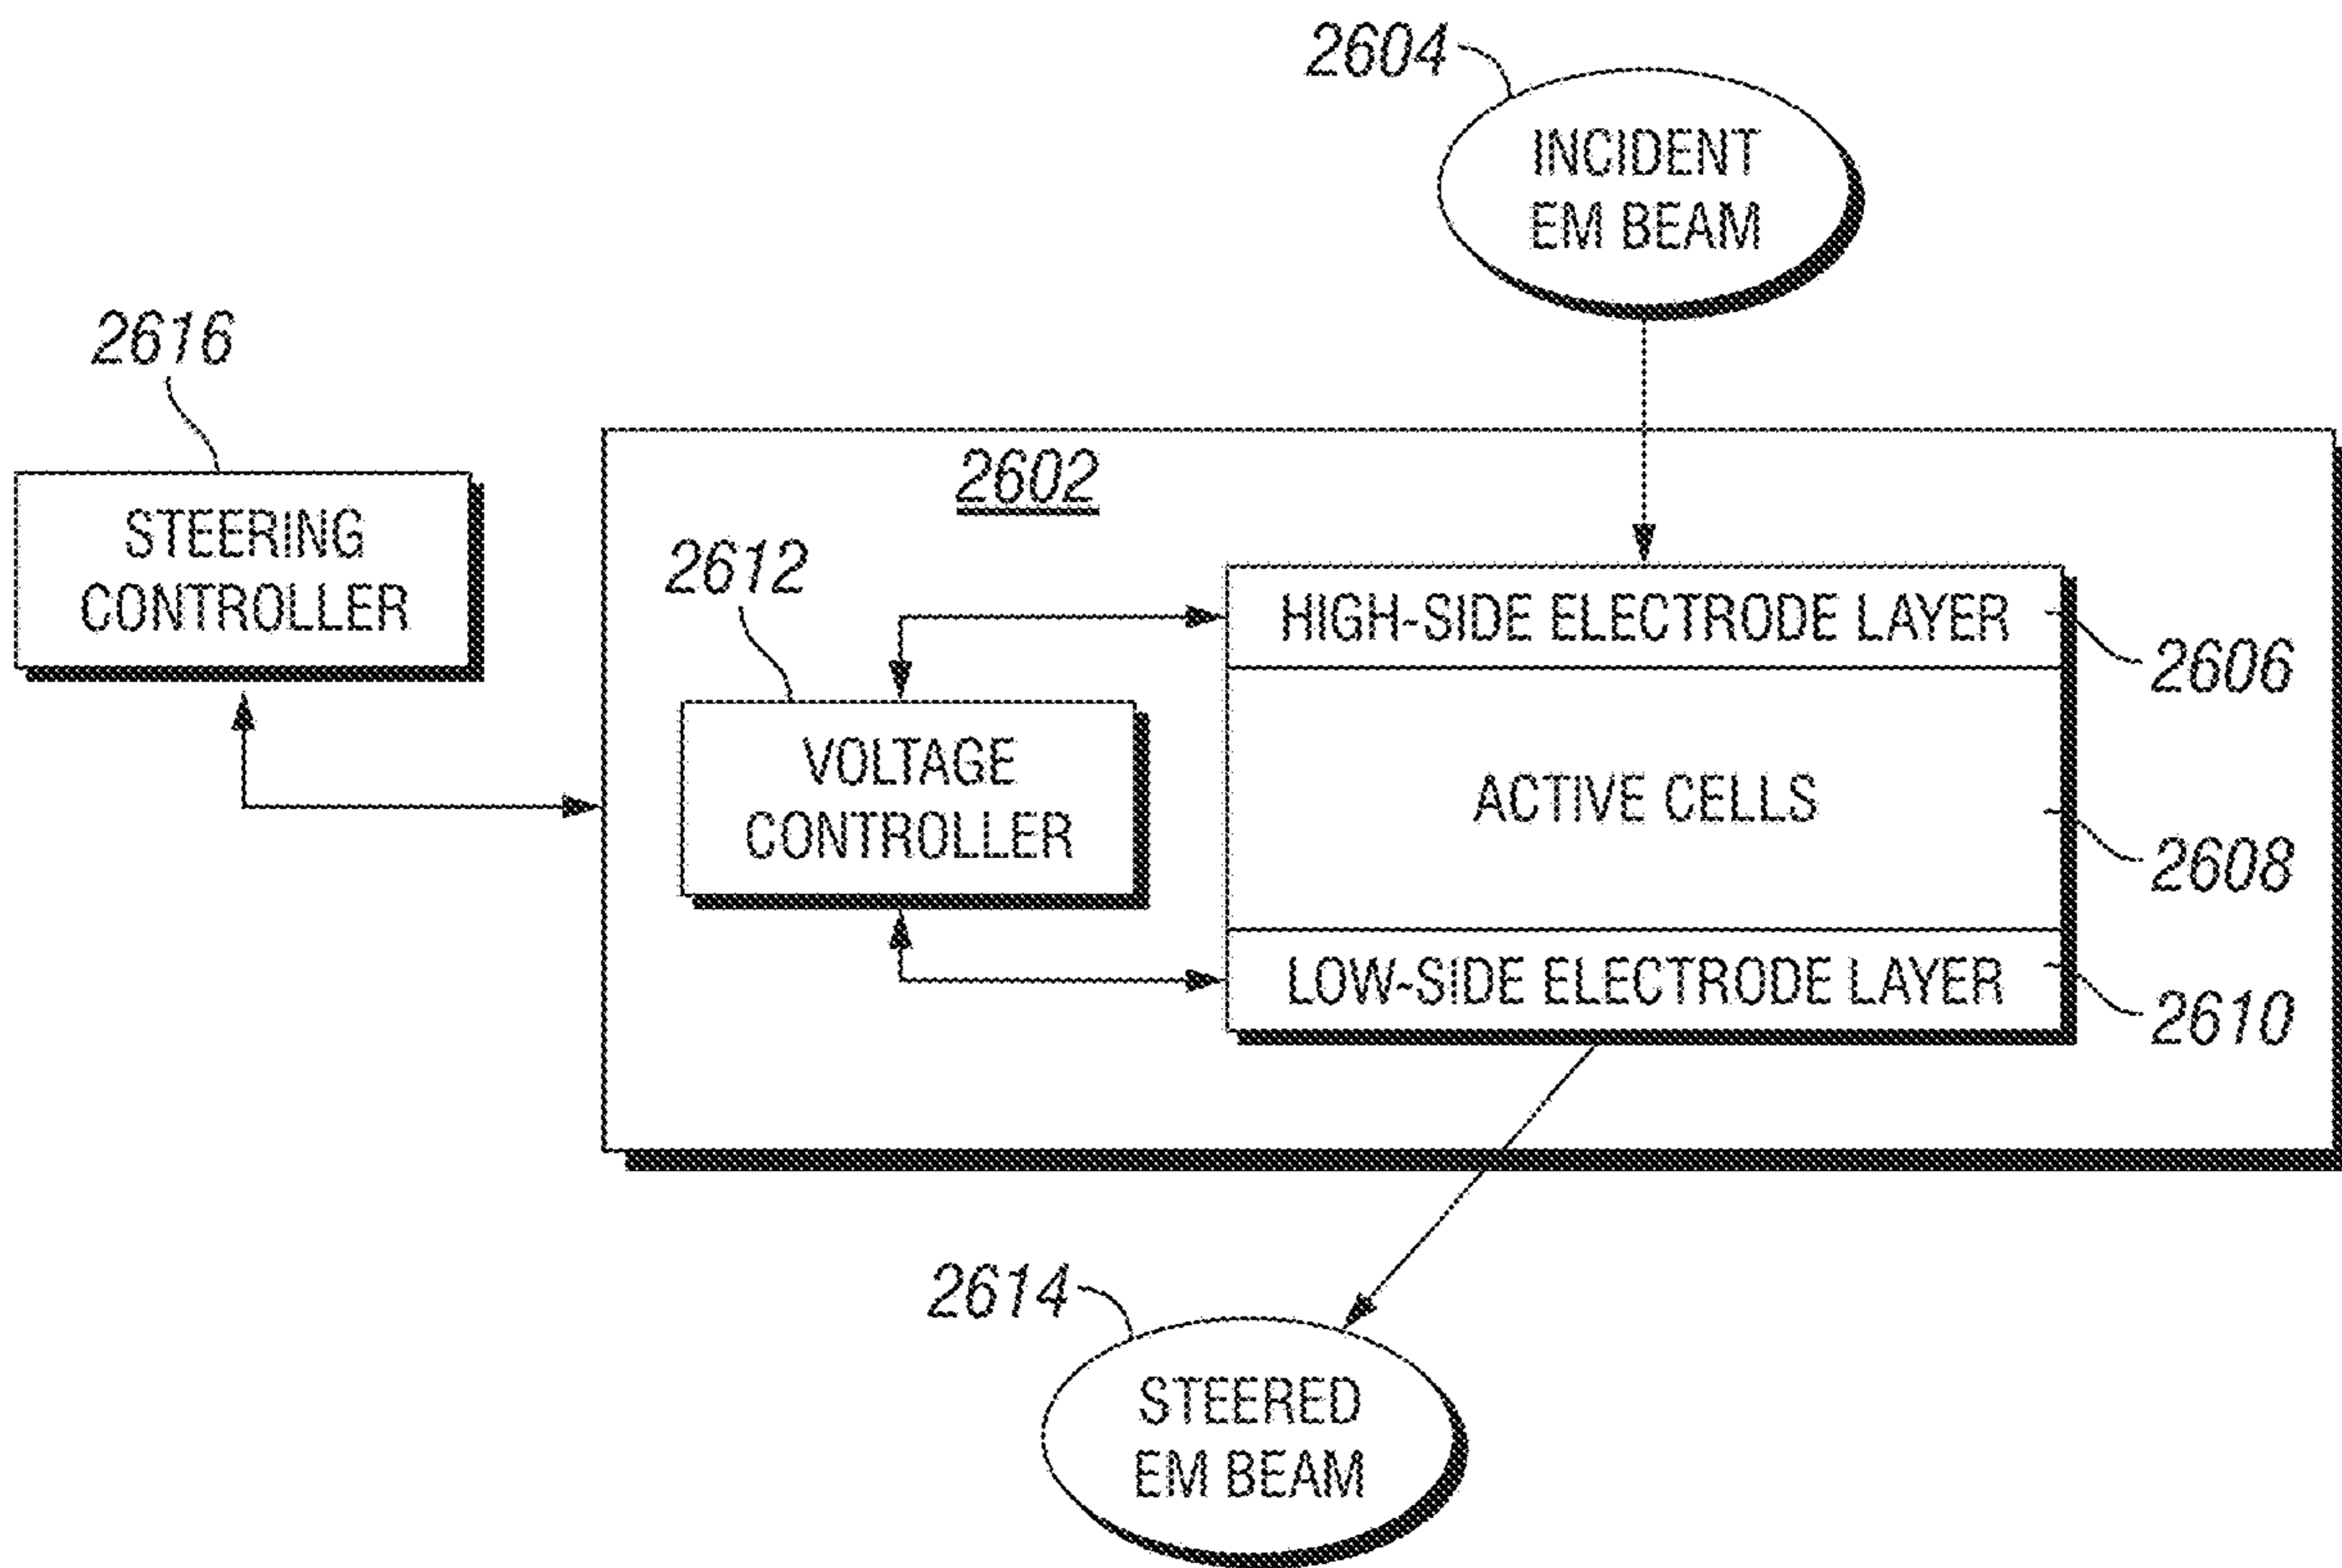 2604
INCIDENT
EM BEAM
2616
STEERING
CONTROLLER
2602
2612
HIGH-SIDE ELECTRODE LAYER
2606
VOLTAGE
CONTROLLER
ACTIVE CELLS
2608
LOW-SIDE ELECTRODE LAYER
2610
2614
STEERED
EM BEAM